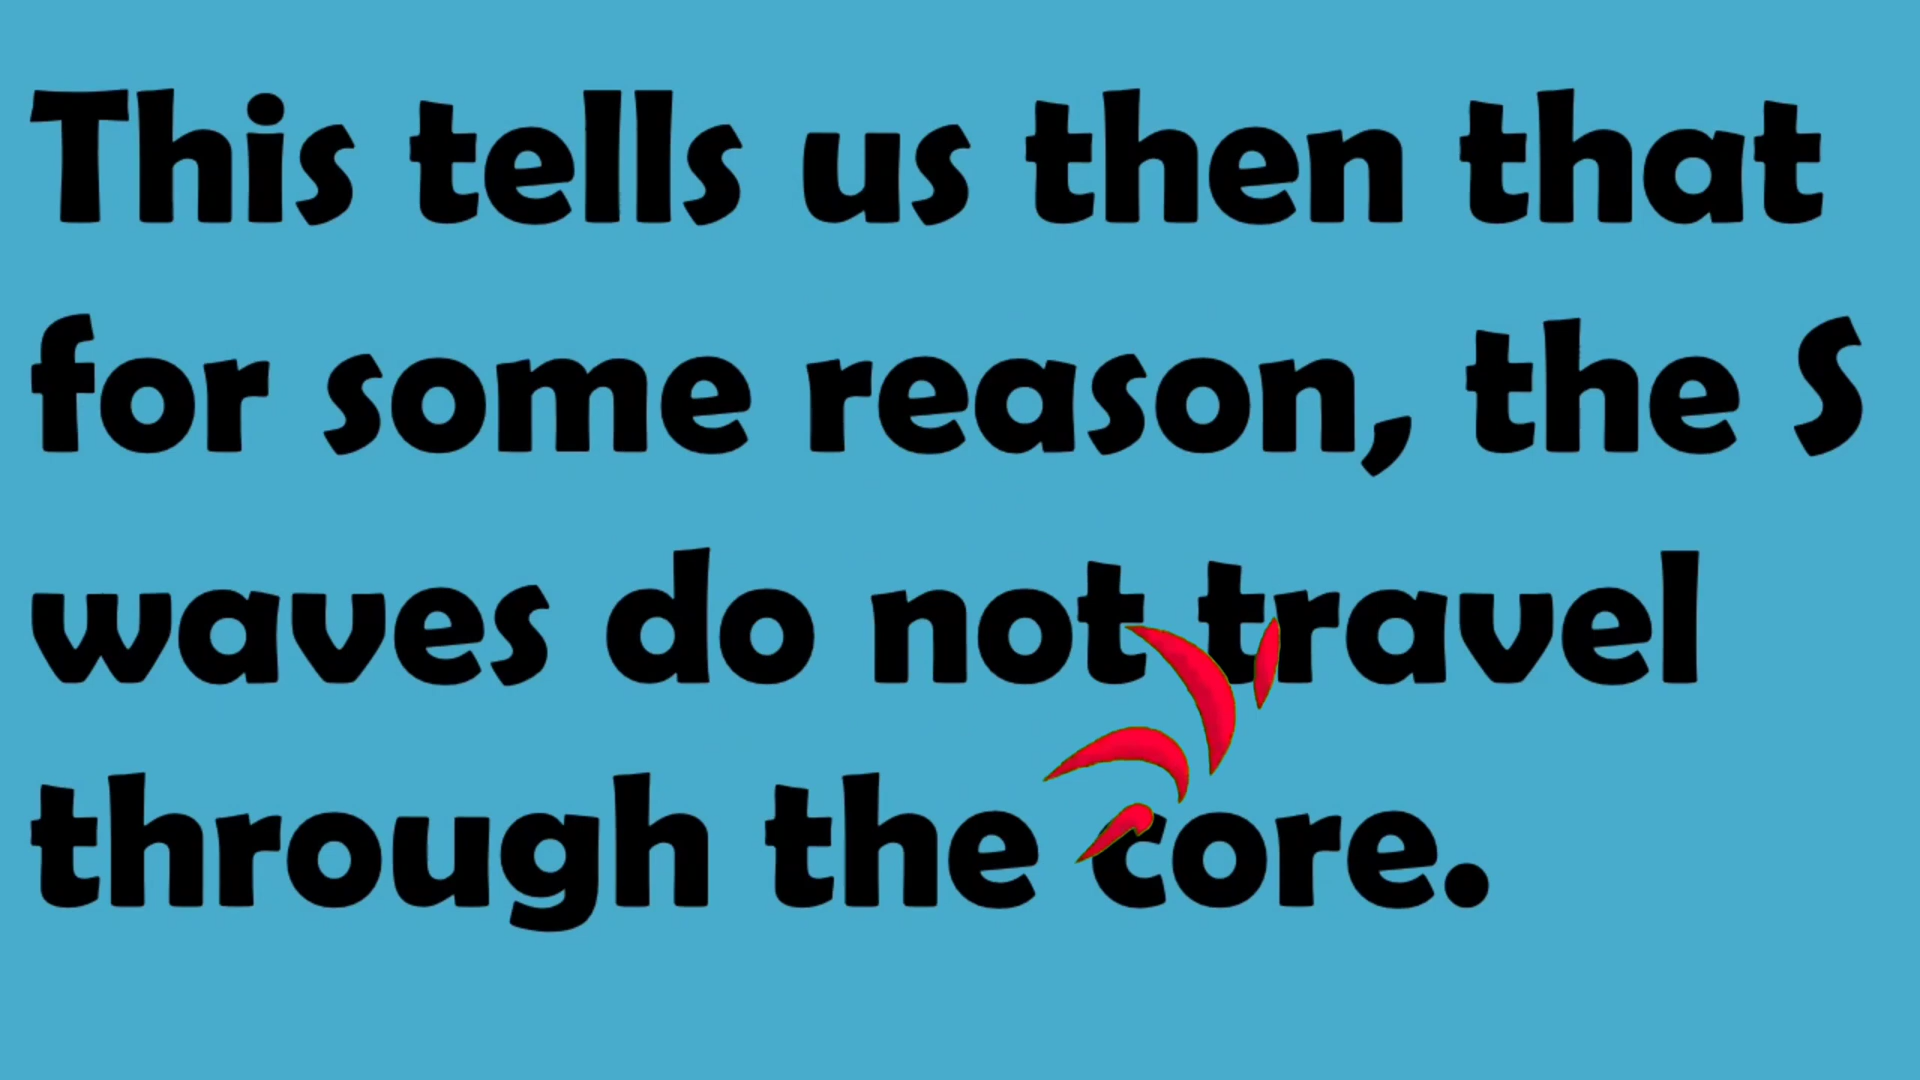 This tells us then that
for some reason, the S
waves do not travel
through the core.